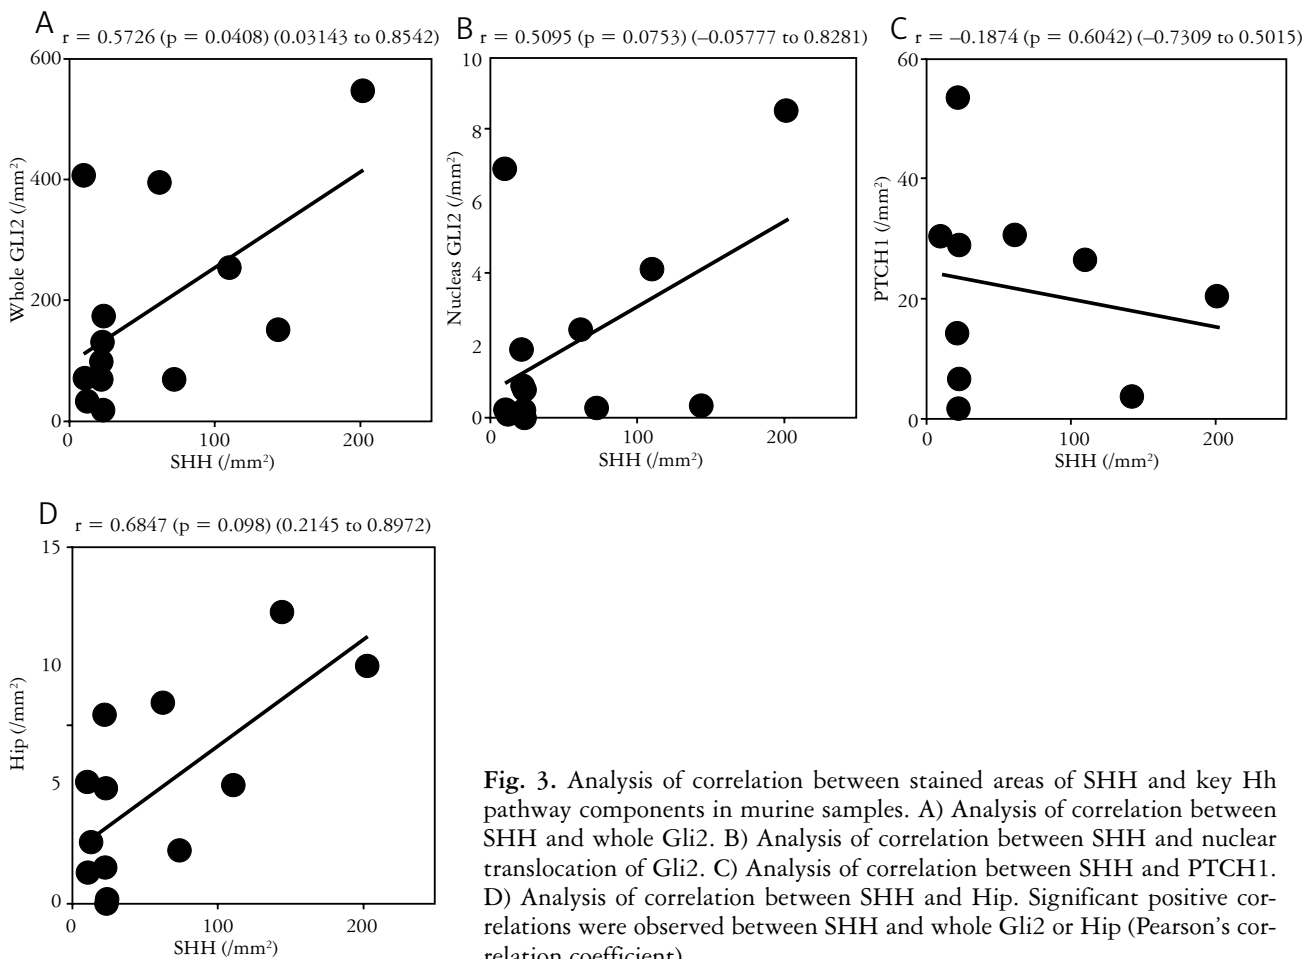 A
r = 0.5726 (p = 0.0408) (0.03143 to 0.8542)
600
400
200
0
0
100
200
Whole GLI2 (/mm²)
SHH (/mm²)
B
r = 0.5095 (p = 0.0753) (–0.05777 to 0.8281)
10
8
6
4
2
0
0
100
200
Nucleas GLI2 (/mm²)
SHH (/mm²)
C
r = –0.1874 (p = 0.6042) (–0.7309 to 0.5015)
60
40
20
0
0
100
200
PTCH1 (/mm²)
SHH (/mm²)
D
r = 0.6847 (p = 0.098) (0.2145 to 0.8972)
15
10
5
0
0
100
200
Hip (/mm²)
SHH (/mm²)
Fig. 3. Analysis of correlation between stained areas of SHH and key Hh
pathway components in murine samples. A) Analysis of correlation between
SHH and whole Gli2. B) Analysis of correlation between SHH and nuclear
translocation of Gli2. C) Analysis of correlation between SHH and PTCH1.
D) Analysis of correlation between SHH and Hip. Significant positive cor-
relations were observed between SHH and whole Gli2 or Hip (Pearson's cor-
relation coefficient)